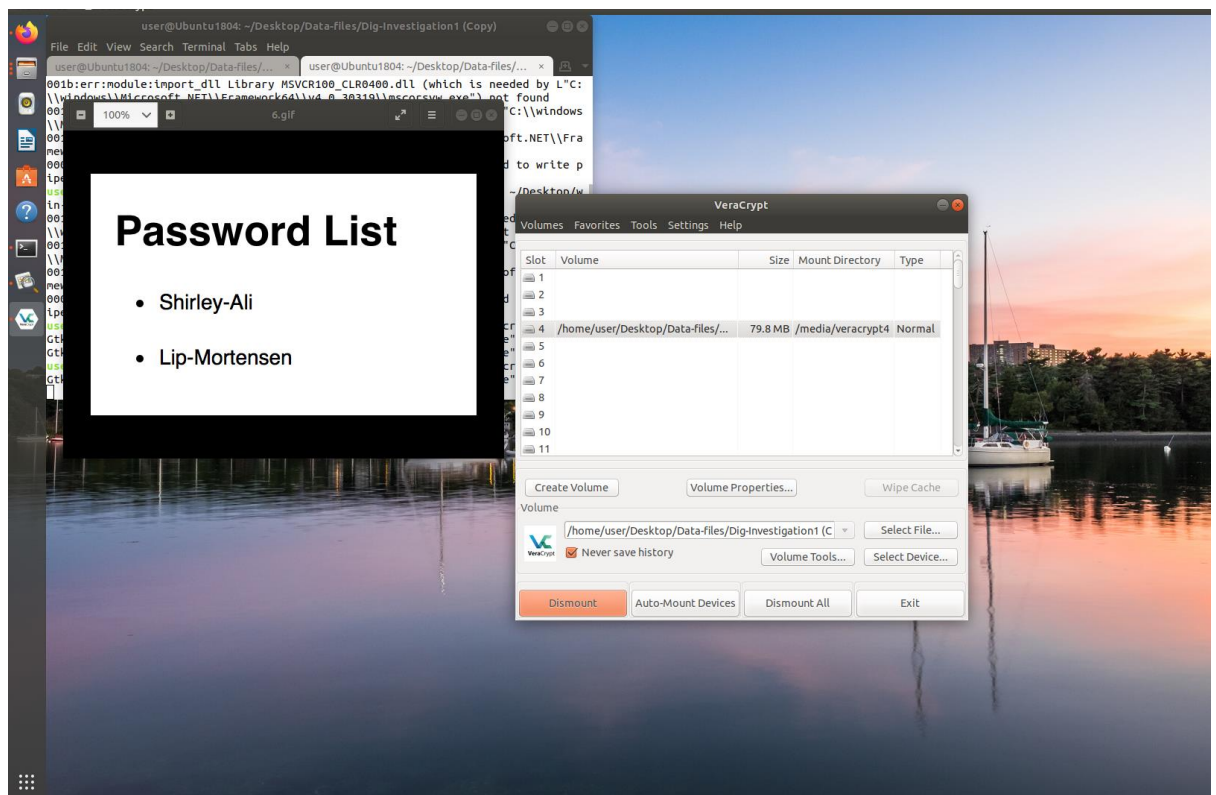 user@Ubuntu1804: ~/Desktop/Data-files/Dig-Investigation1 (Copy)
File Edit View Search Terminal Tabs Help
user@Ubuntu1804: ~/Desktop/Data-files/... × user@Ubuntu1804: ~/Desktop/Data-files/... ×
001b:err:module:import_dll Library MSVCR100_CLR0400.dll (which is needed by L"C:
\\windows\\Microsoft.NET\\Framework64\\v4.0.30319\\mscorsvw.exe") not found
"C:\\windows
oft.NET\\Fra
d to write p
~/Desktop/w
100% 6.gif
Password List
• Shirley-Ali
• Lip-Mortensen
VeraCrypt
Volumes Favorites Tools Settings Help
Slot Volume Size Mount Directory Type
1
2
3
4 /home/user/Desktop/Data-files/... 79.8 MB /media/veracrypt4 Normal
5
6
7
8
9
10
11
Create Volume Volume Properties... Wipe Cache
Volume
/home/user/Desktop/Data-files/Dig-Investigation1 (C Select File...
VeraCrypt Never save history Volume Tools... Select Device...
Dismount Auto-Mount Devices Dismount All Exit